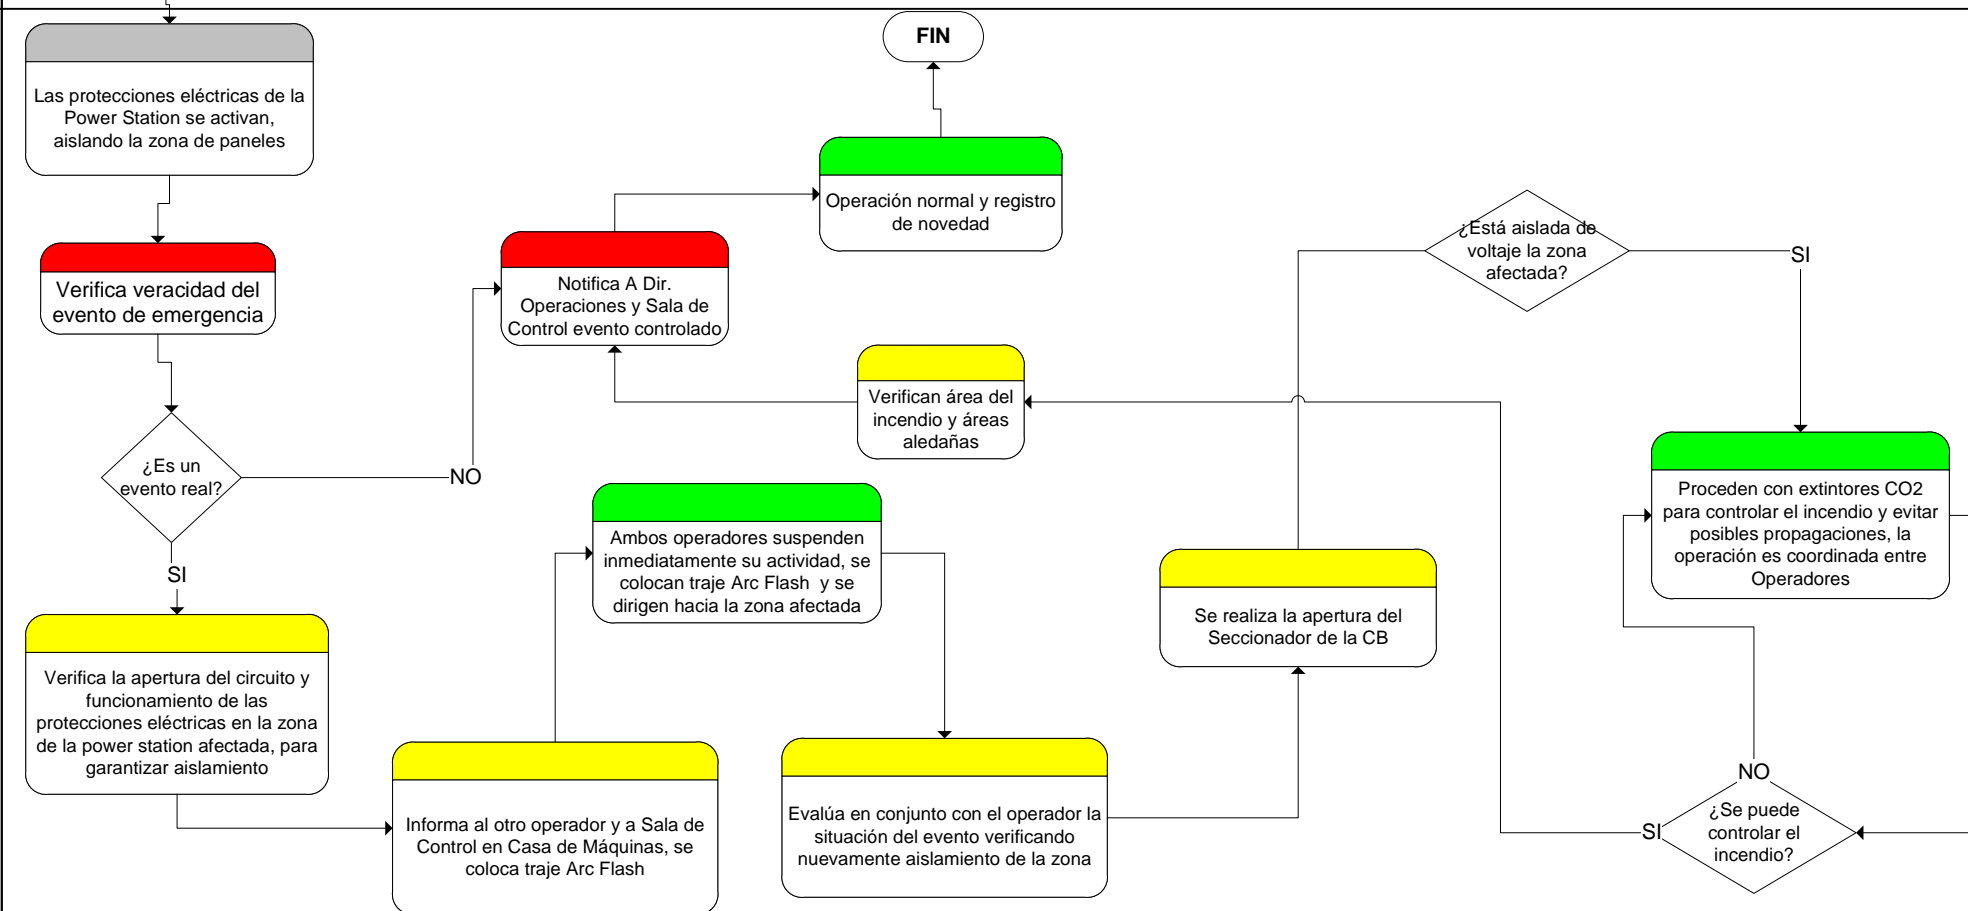 FIN
Las protecciones eléctricas de la
Power Station se activan,
aislando la zona de paneles
Operación normal y registro
de novedad
¿Está aislada de
voltaje la zona
afectada?
SI
Verifica veracidad del
evento de emergencia
Notifica A Dir.
Operaciones y Sala de
Control evento controlado
Verifican área del
incendio y áreas
aledañas
¿Es un
evento real?
NO
SI
Ambos operadores suspenden
inmediatamente su actividad, se
colocan traje Arc Flash y se
dirigen hacia la zona afectada
Proceden con extintores CO2
para controlar el incendio y evitar
posibles propagaciones, la
operación es coordinada entre
Operadores
Se realiza la apertura del
Seccionador de la CB
Verifica la apertura del circuito y
funcionamiento de las
protecciones eléctricas en la zona
de la power station afectada, para
garantizar aislamiento
Informa al otro operador y a Sala de
Control en Casa de Máquinas, se
coloca traje Arc Flash
Evalúa en conjunto con el operador la
situación del evento verificando
nuevamente aislamiento de la zona
NO
SI
¿Se puede
controlar el
incendio?